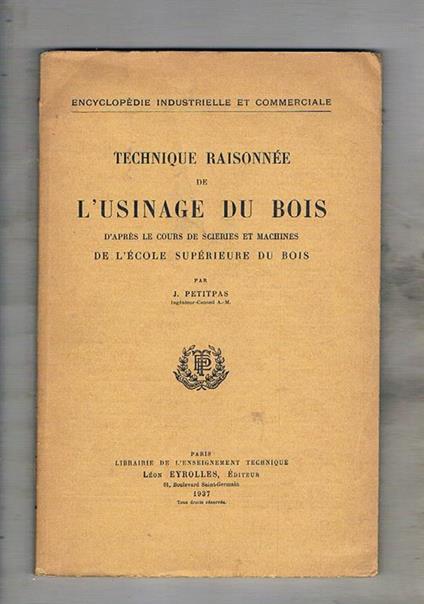 ENCYCLOPÉDIE INDUSTRIELLE ET COMMERCIALE
TECHNIQUE RAISONNÉE
DE
L'USINAGE DU BOIS
D'APRÈS LE COURS DE SCIERIES ET MACHINES
DE L'ÉCOLE SUPÉRIEURE DU BOIS
PAR
J. PETITPAS
Ingénieur-Conseil A.-M.
PARIS
LIBRAIRIE DE L'ENSEIGNEMENT TECHNIQUE
LÉON EYROLLES, ÉDITEUR
61, Boulevard Saint-Germain
1937
Tous droits réservés.